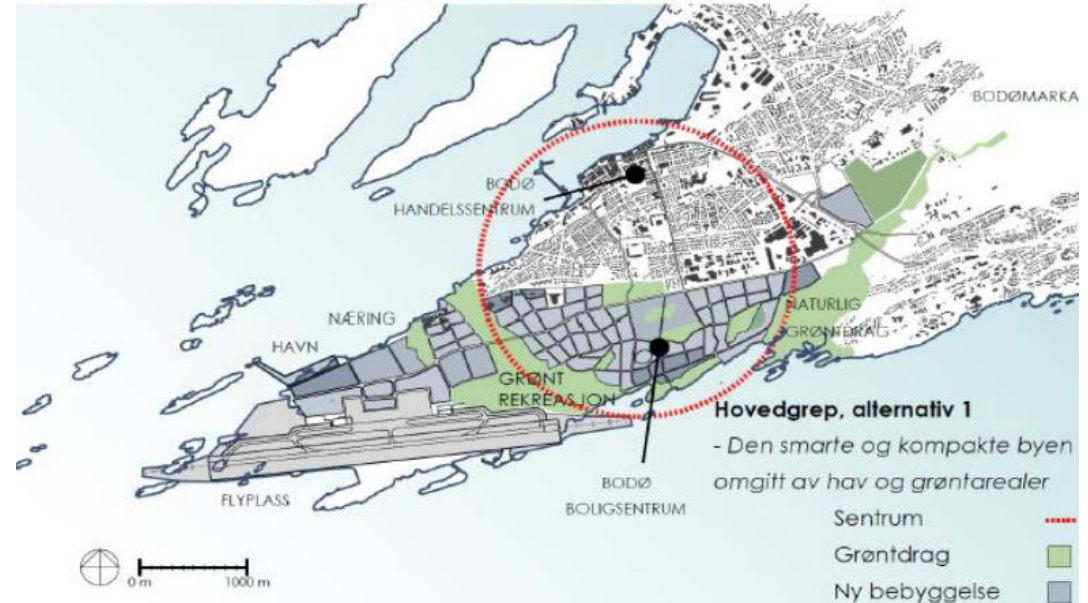 BODØMARKA
BODØ
HANDELSSENTRUM
NATURLIG
GRØNTDRAG
NÆRING
HAVN
GRØNT
REKREASJON
Hovedgrep, alternativ 1
- Den smarte og kompakte byen
omgitt av hav og grøntarealer
BODØ
BOLIGSENTRUM
FLYPLASS
Sentrum
Grøntdrag
Ny bebyggelse
0 m 1000 m